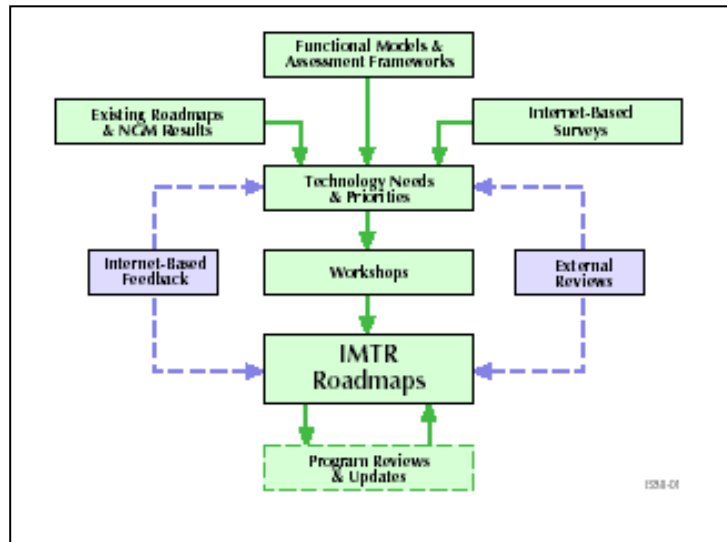 Functional Models &
Assessment Frameworks
Existing Roadmaps
& NGM Results
Internet-Based
Surveys
Technology Needs
& Priorities
Internet-Based
Feedback
Workshops
External
Reviews
IMTR
Roadmaps
Program Reviews
& Updates